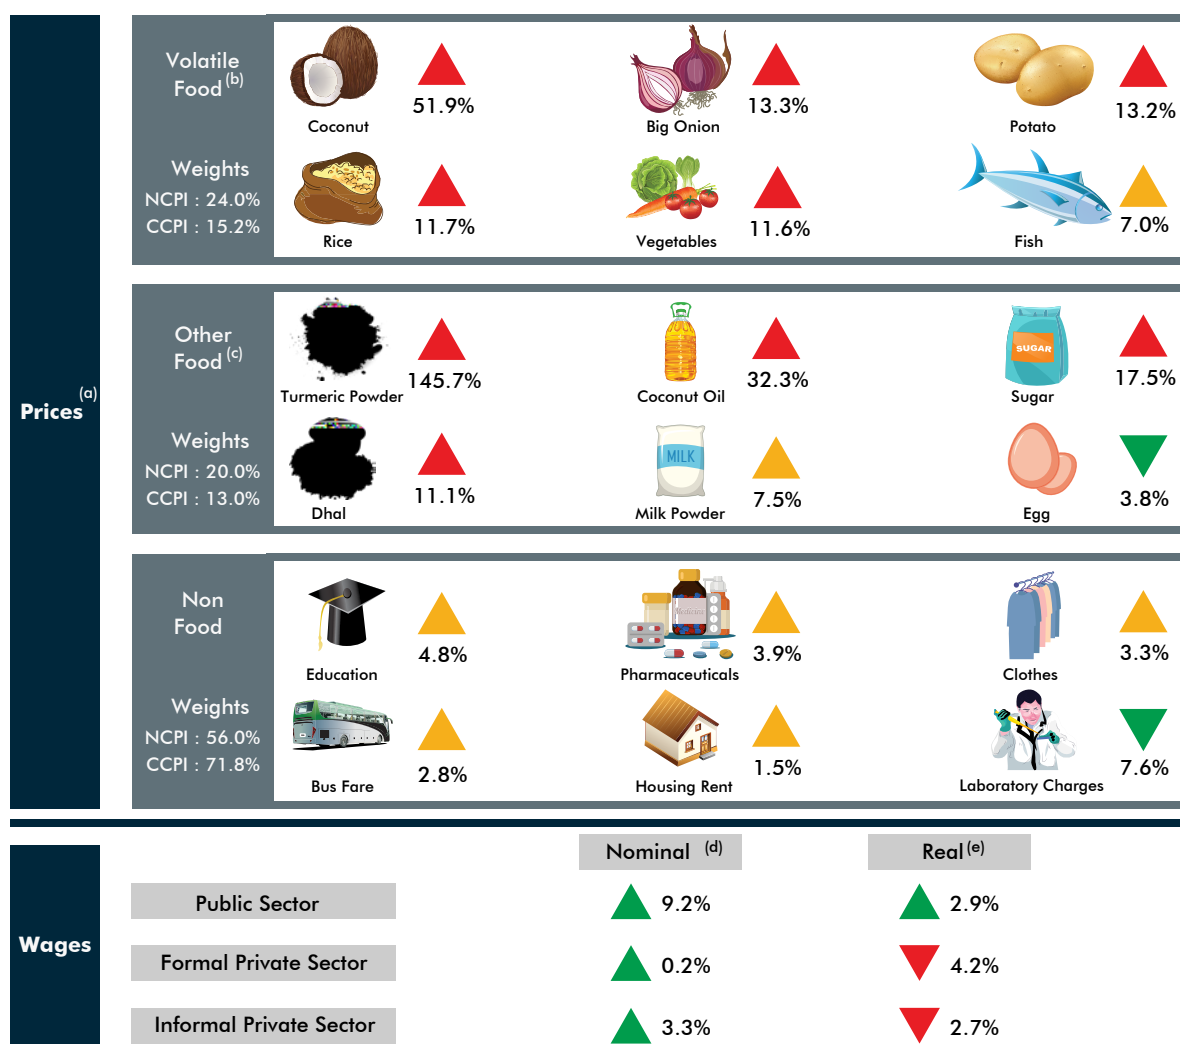 Prices (a)
Volatile
Food (b)
Weights
NCPI : 24.0%
CCPI : 15.2%
51.9%
Coconut
13.3%
Big Onion
13.2%
Potato
11.7%
Rice
11.6%
Vegetables
7.0%
Fish
Other
Food (c)
Weights
NCPI : 20.0%
CCPI : 13.0%
145.7%
Turmeric Powder
32.3%
Coconut Oil
SUGAR
17.5%
Sugar
11.1%
Dhal
MILK
7.5%
Milk Powder
3.8%
Egg
Non
Food
Weights
NCPI : 56.0%
CCPI : 71.8%
4.8%
Education
Medicine
3.9%
Pharmaceuticals
3.3%
Clothes
2.8%
Bus Fare
1.5%
Housing Rent
7.6%
Laboratory Charges
Wages
Nominal (d)
Real (e)
Public Sector
9.2%
2.9%
Formal Private Sector
0.2%
4.2%
Informal Private Sector
3.3%
2.7%